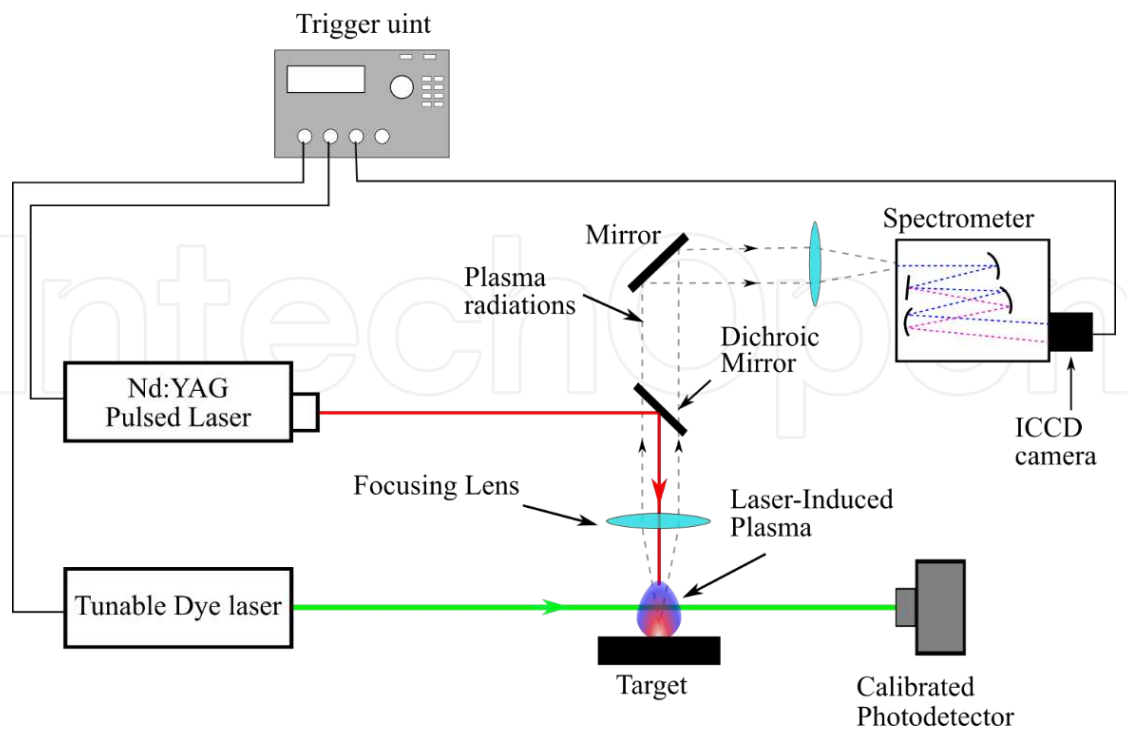 Trigger uint
Mirror
Spectrometer
Plasma
radiations
Dichroic
Mirror
Nd:YAG
Pulsed Laser
ICCD
camera
Focusing Lens
Laser-Induced
Plasma
Tunable Dye laser
Target
Calibrated
Photodetector
IntechOpen